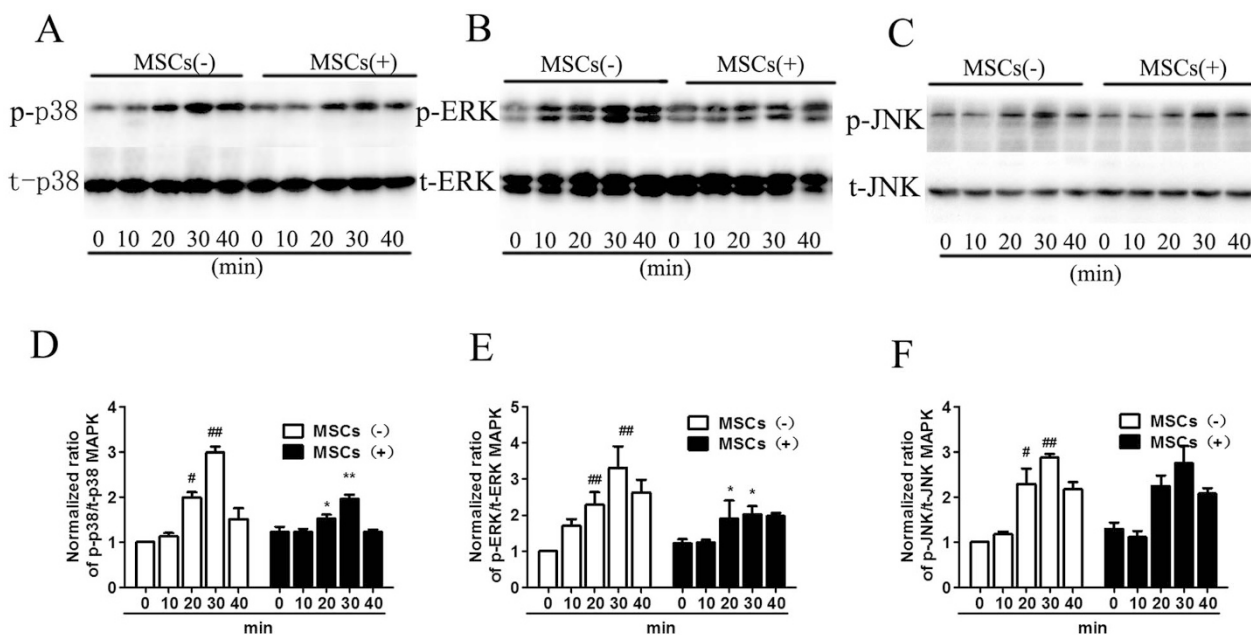 A
MSCs(-) MSCs(+)
p-p38
t-p38
0 10 20 30 40 0 10 20 30 40
(min)
B
MSCs(-) MSCs(+)
p-ERK
t-ERK
0 10 20 30 40 0 10 20 30 40
(min)
C
MSCs(-) MSCs(+)
p-JNK
t-JNK
0 10 20 30 40 0 10 20 30 40
(min)
D
Normalized ratio
of p-p38/t-p38 MAPK
4
3
2
1
0
MSCs (-)
MSCs (+)
# ## * **
0 10 20 30 40 0 10 20 30 40
min
E
Normalized ratio
of p-ERK/t-ERK MAPK
5
4
3
2
1
0
MSCs (-)
MSCs (+)
## ## * *
0 10 20 30 40 0 10 20 30 40
min
F
Normalized ratio
of p-JNK/t-JNK MAPK
4
3
2
1
0
MSCs (-)
MSCs (+)
# ##
0 10 20 30 40 0 10 20 30 40
min